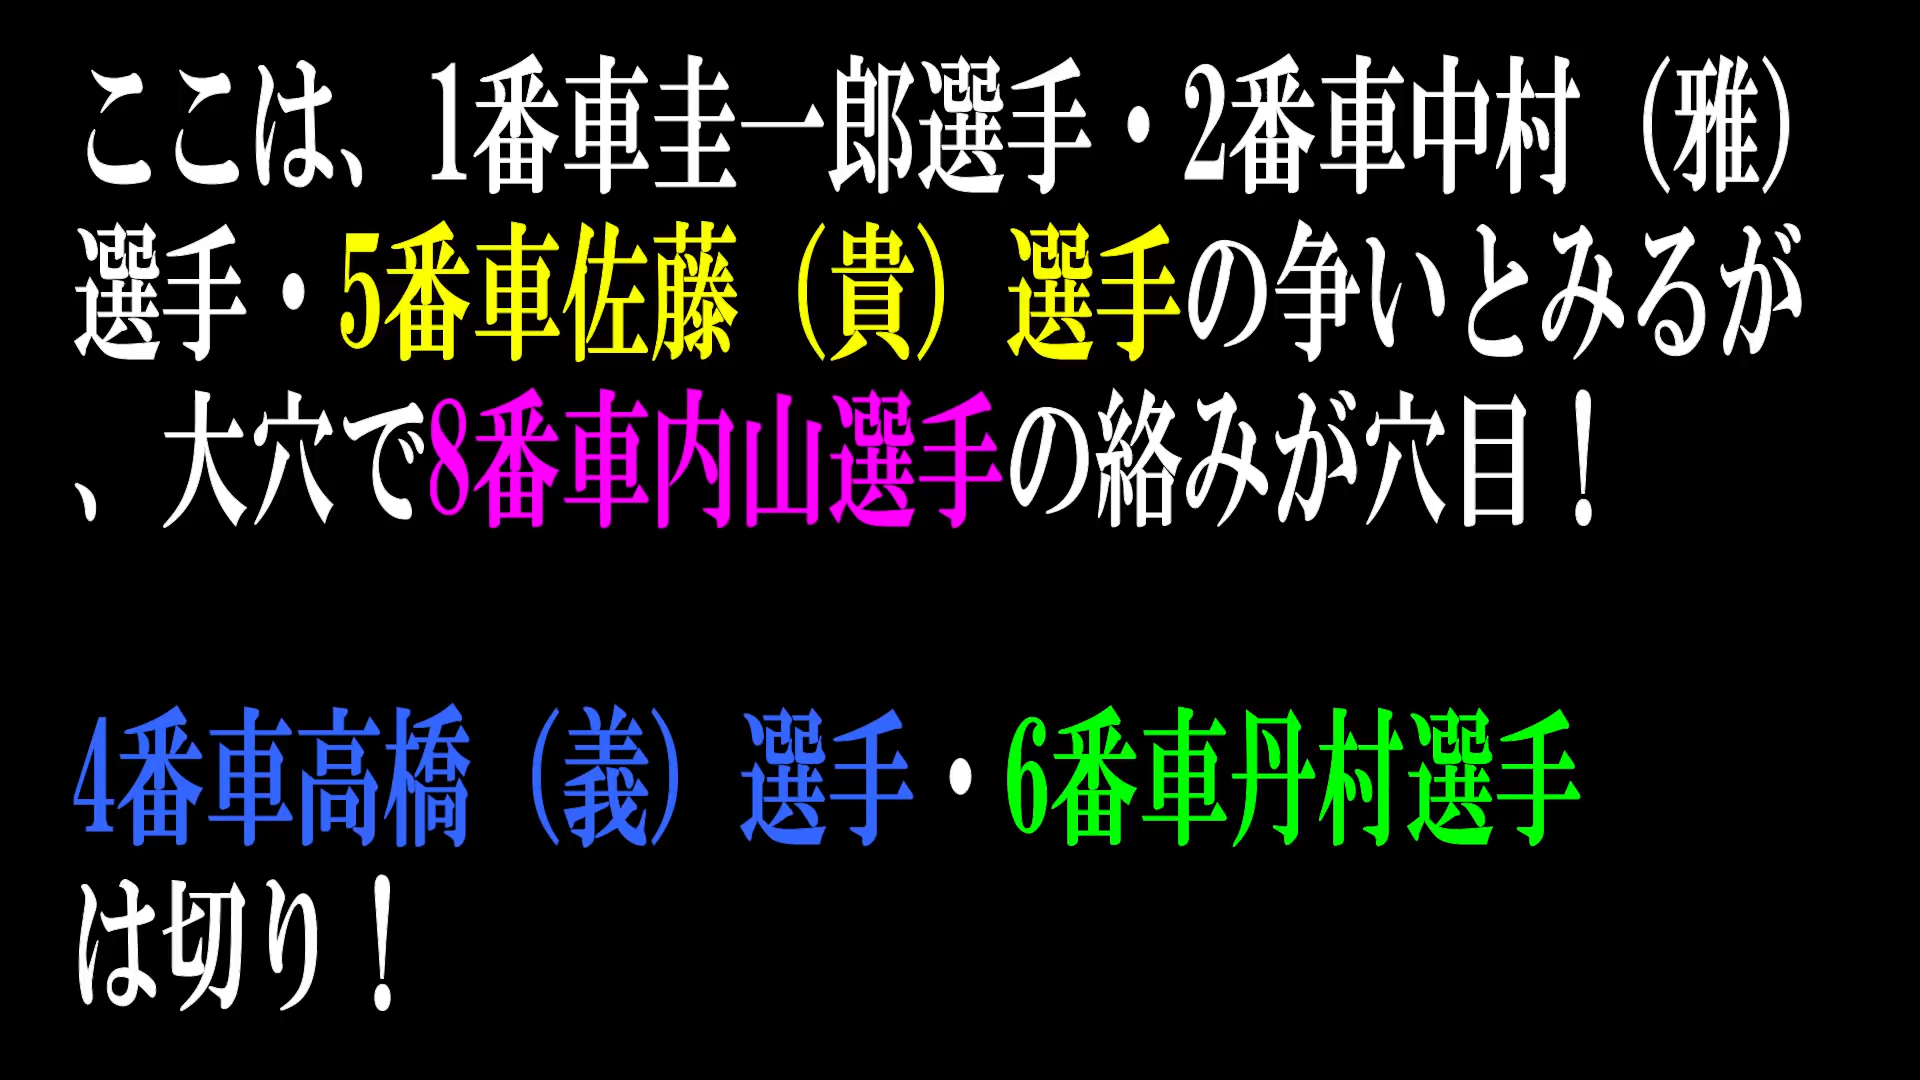 ここは、1番車圭一郎選手・2番車中村（雅）
選手・5番車佐藤（貴）選手の争いとみるが
、大穴で8番車内山選手の絡みが穴目！
4番車高橋（義）選手・6番車丹村選手
は切り！